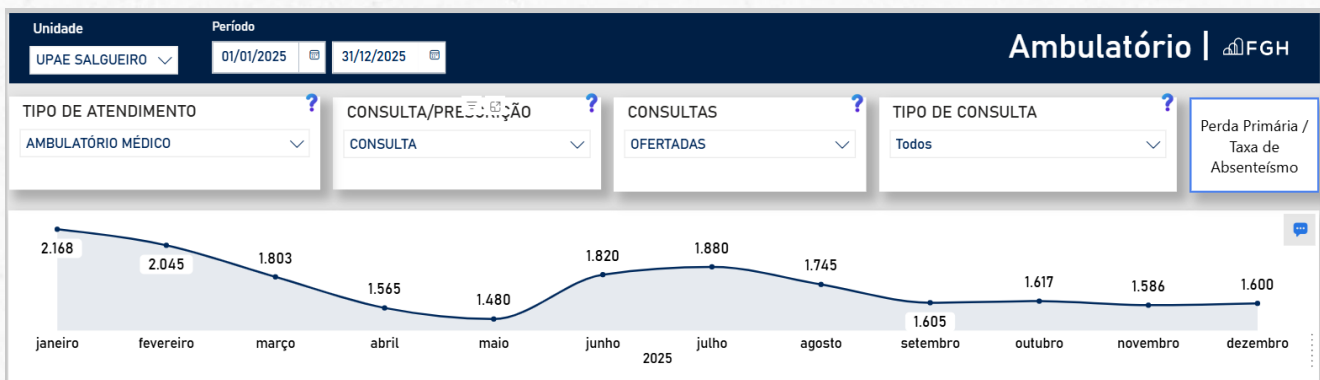 Unidade
Período
UPAE SALGUEIRO
01/01/2025
31/12/2025
Ambulatório | FGH
TIPO DE ATENDIMENTO ?
AMBULATÓRIO MÉDICO
CONSULTA/PRESCRIÇÃO ?
CONSULTA
CONSULTAS ?
OFERTADAS
TIPO DE CONSULTA ?
Todos
Perda Primária /
Taxa de
Absenteísmo
2.168
2.045
1.803
1.565
1.480
1.820
1.880
1.745
1.605
1.617
1.586
1.600
janeiro fevereiro março abril maio junho julho agosto setembro outubro novembro dezembro
2025